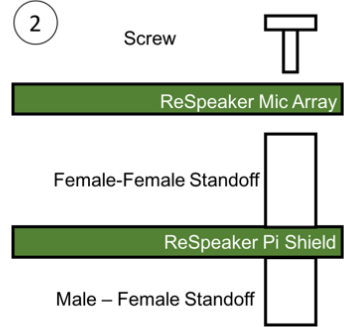 2
Screw
ReSpeaker Mic Array
Female-Female Standoff
ReSpeaker Pi Shield
Male – Female Standoff